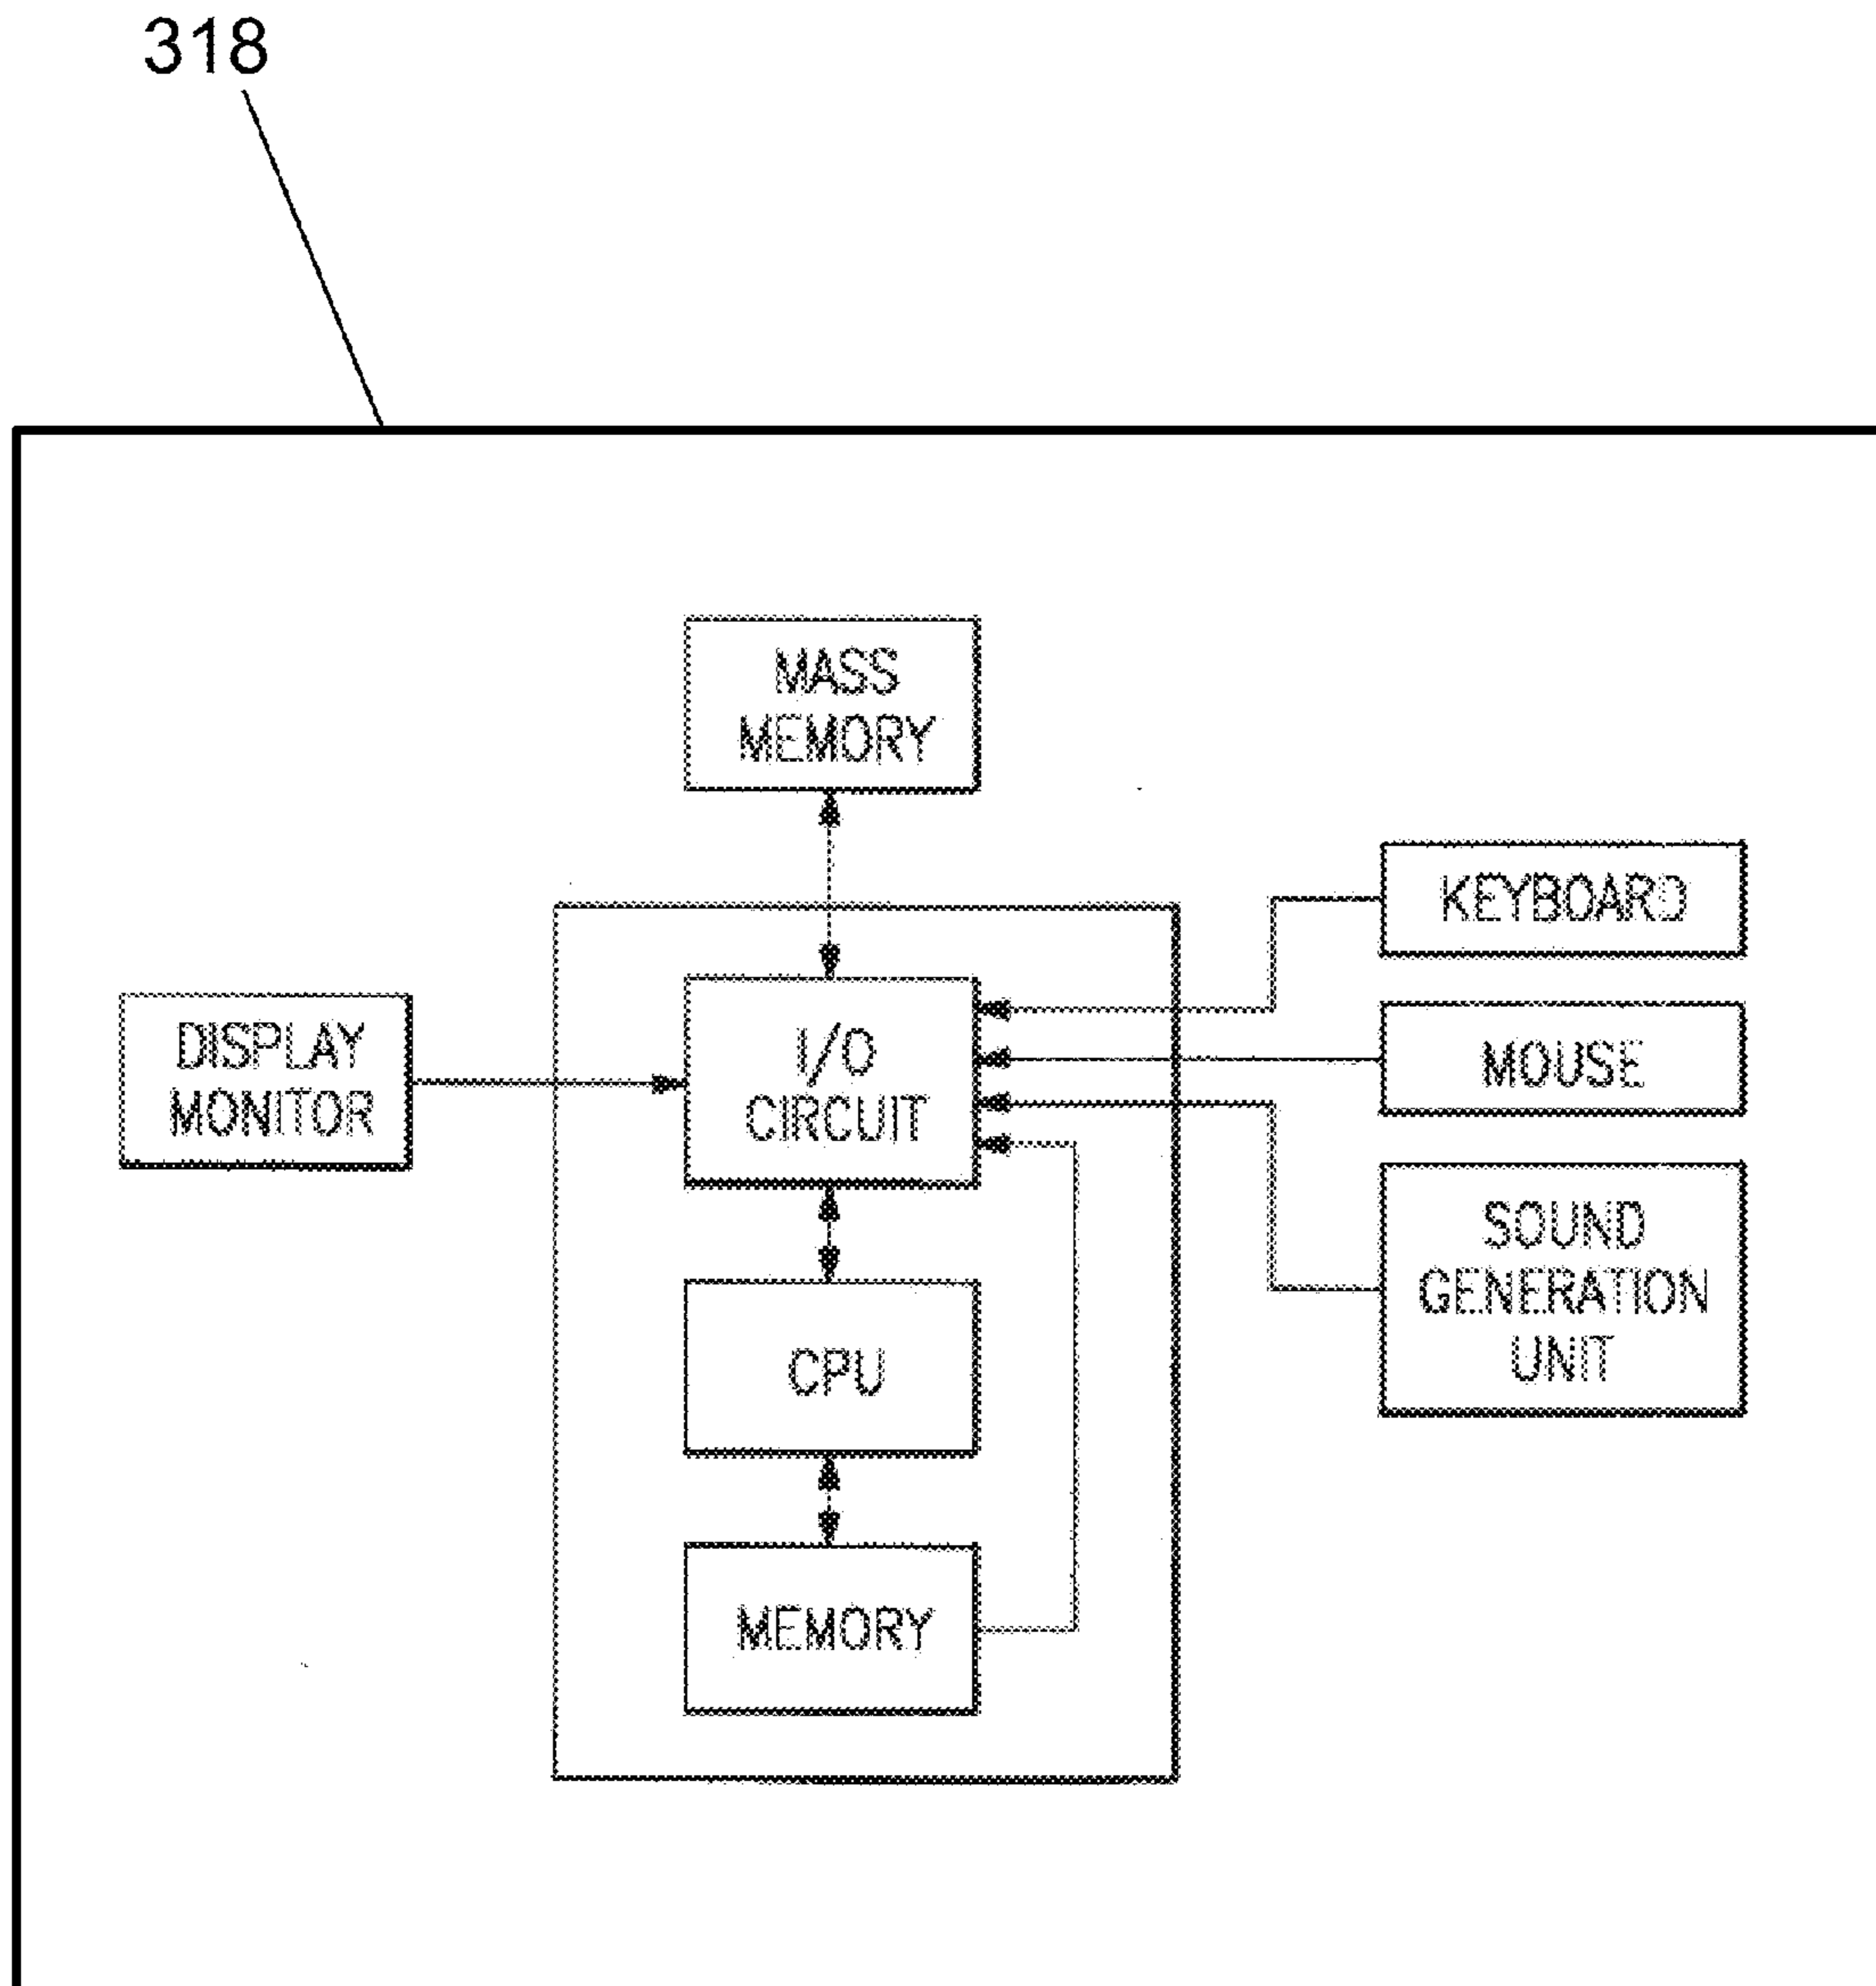 318
MASS
MEMORY
KEYBOARD
DISPLAY
MONITOR
I/O
CIRCUIT
MOUSE
SOUND
GENERATION
UNIT
CPU
MEMORY